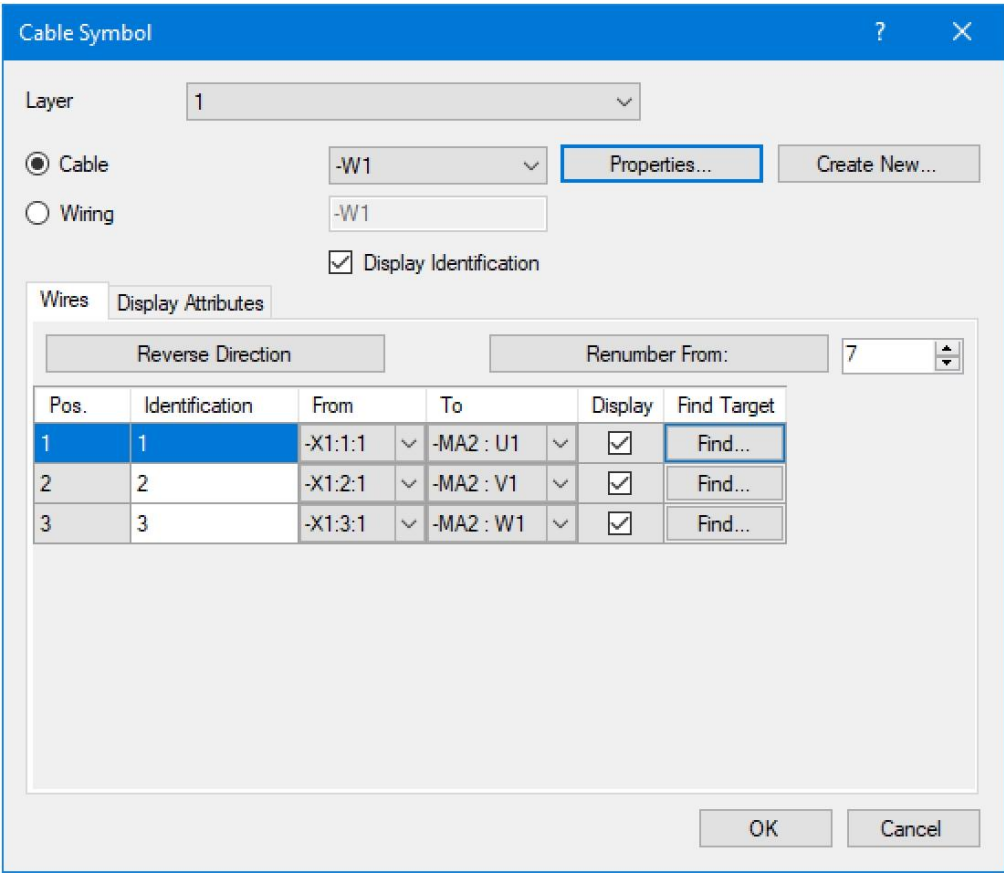 Cable Symbol ?
Layer 1
Cable -W1 Properties... Create New...
Wiring -W1
Display Identification
Wires Display Attributes
Reverse Direction Renumber From: 7
Pos. Identification From To Display Find Target
1 1 -X1:1:1 -MA2 : U1 Find...
2 2 -X1:2:1 -MA2 : V1 Find...
3 3 -X1:3:1 -MA2 : W1 Find...
OK Cancel